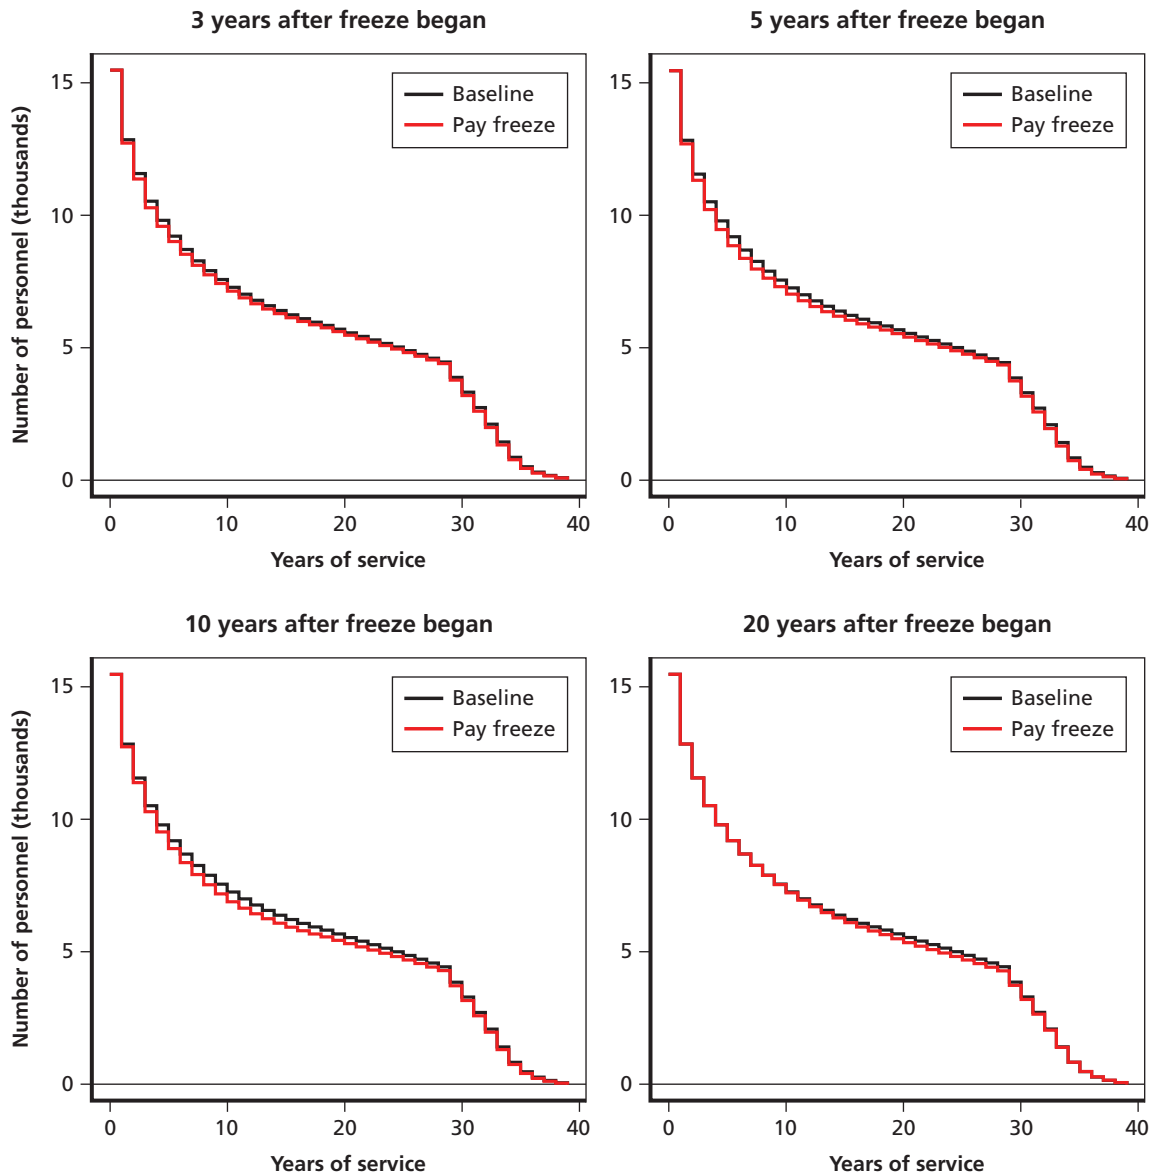 3 years after freeze began
Number of personnel (thousands)
15
10
5
0
Baseline
Pay freeze
0 10 20 30 40
Years of service
5 years after freeze began
15
10
5
0
Baseline
Pay freeze
0 10 20 30 40
Years of service
10 years after freeze began
Number of personnel (thousands)
15
10
5
0
Baseline
Pay freeze
0 10 20 30 40
Years of service
20 years after freeze began
15
10
5
0
Baseline
Pay freeze
0 10 20 30 40
Years of service